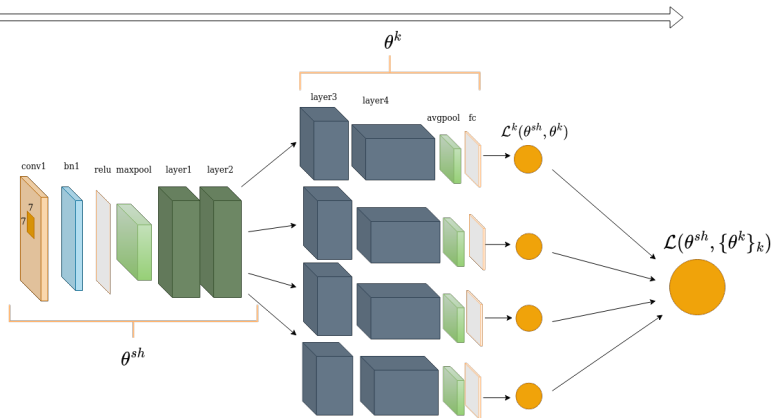 θ^k
layer3 layer4
avgpool fc
𝓛^k(θ^{sh}, θ^k)
conv1 bn1 relu maxpool layer1 layer2
7
7
𝓛(θ^{sh}, {θ^k}_k)
θ^{sh}